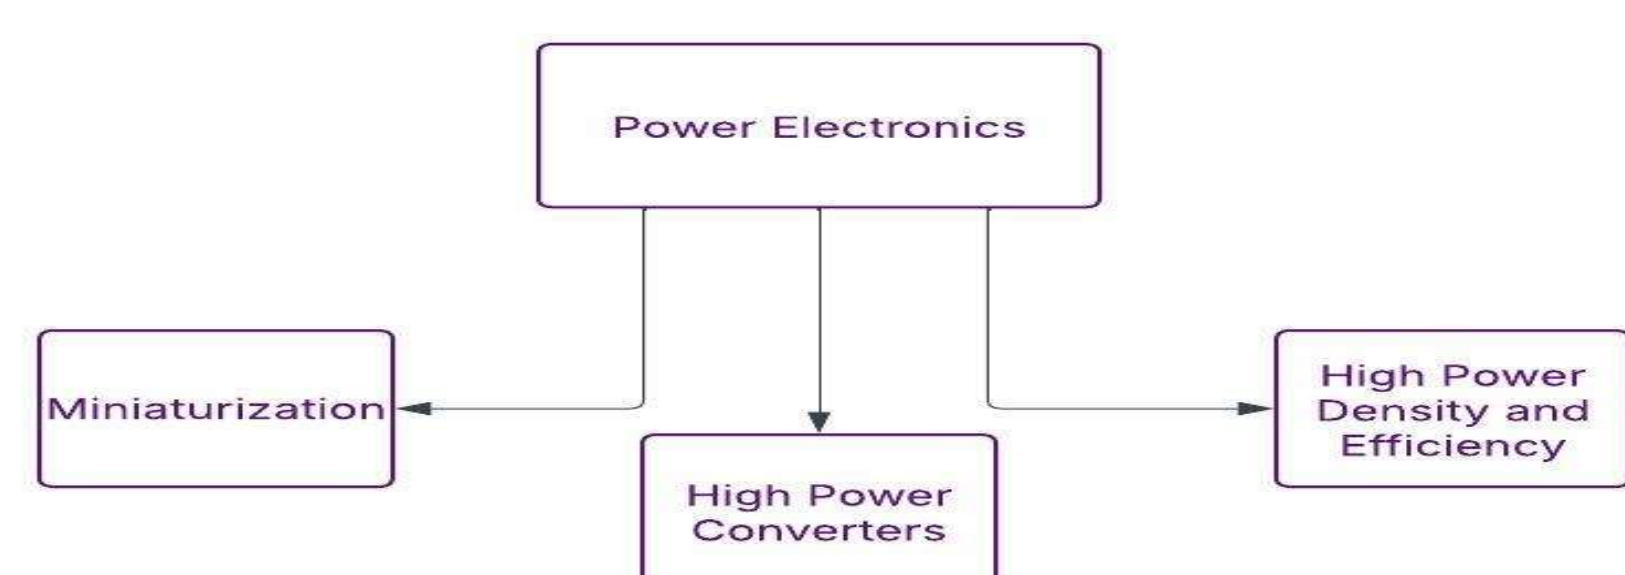 Power Electronics
Miniaturization
High Power
Density and
Efficiency
High Power
Converters